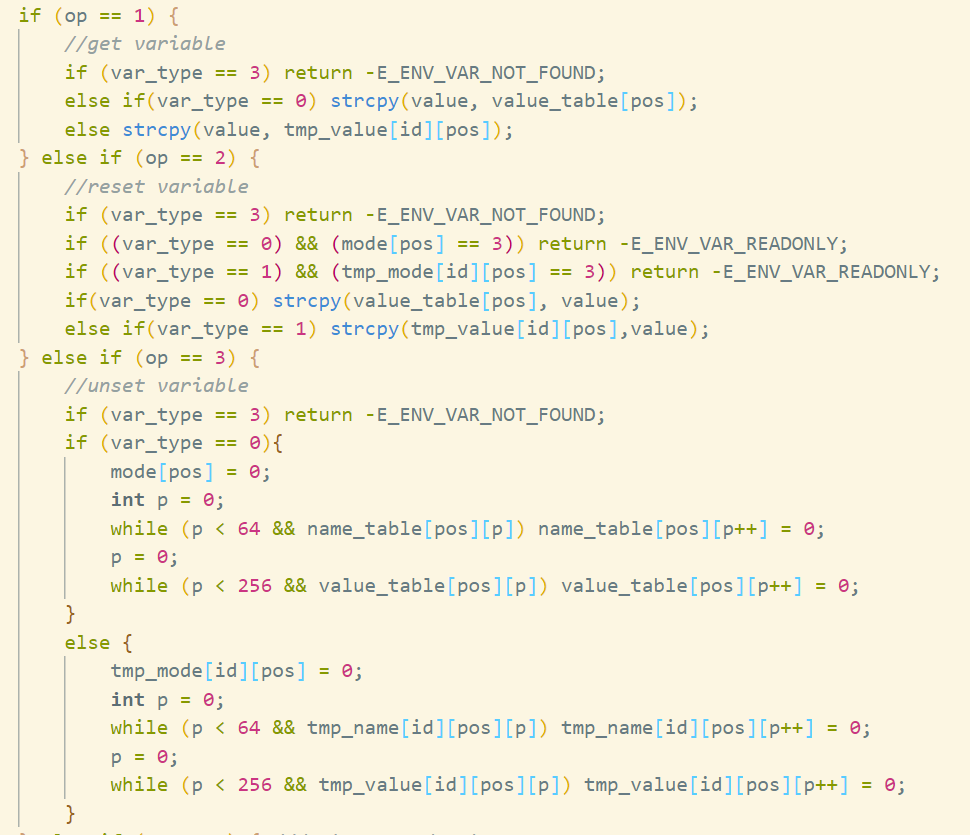 if (op == 1) {
    //get variable
    if (var_type == 3) return -E_ENV_VAR_NOT_FOUND;
    else if(var_type == 0) strcpy(value, value_table[pos]);
    else strcpy(value, tmp_value[id][pos]);
} else if (op == 2) {
    //reset variable
    if (var_type == 3) return -E_ENV_VAR_NOT_FOUND;
    if ((var_type == 0) && (mode[pos] == 3)) return -E_ENV_VAR_READONLY;
    if ((var_type == 1) && (tmp_mode[id][pos] == 3)) return -E_ENV_VAR_READONLY;
    if(var_type == 0) strcpy(value_table[pos], value);
    else if(var_type == 1) strcpy(tmp_value[id][pos],value);
} else if (op == 3) {
    //unset variable
    if (var_type == 3) return -E_ENV_VAR_NOT_FOUND;
    if (var_type == 0){
        mode[pos] = 0;
        int p = 0;
        while (p < 64 && name_table[pos][p]) name_table[pos][p++] = 0;
        p = 0;
        while (p < 256 && value_table[pos][p]) value_table[pos][p++] = 0;
    }
    else {
        tmp_mode[id][pos] = 0;
        int p = 0;
        while (p < 64 && tmp_name[id][pos][p]) tmp_name[id][pos][p++] = 0;
        p = 0;
        while (p < 256 && tmp_value[id][pos][p]) tmp_value[id][pos][p++] = 0;
    }